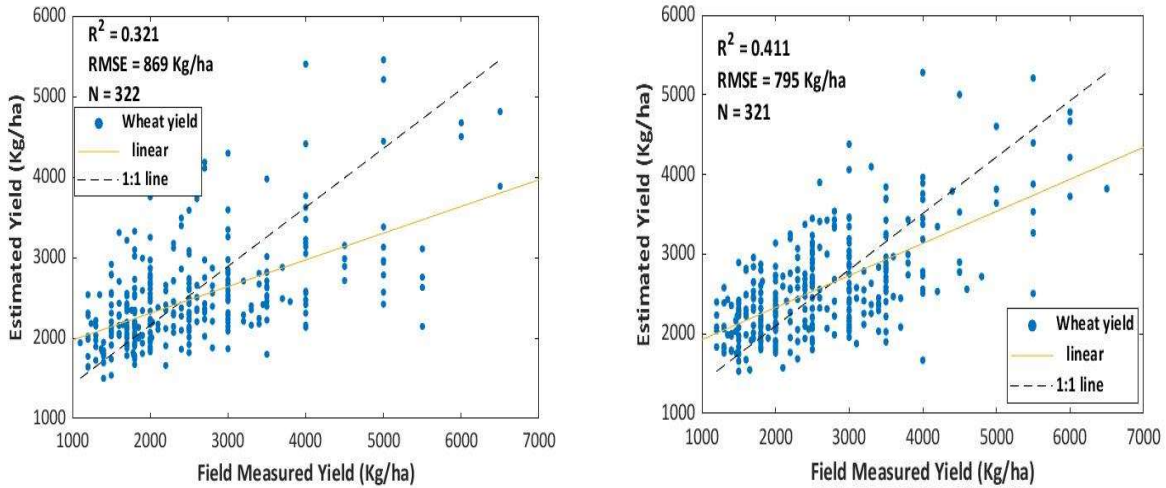 6000
R² = 0.321
RMSE = 869 Kg/ha
N = 322
5000
Wheat yield
linear
1:1 line
4000
3000
2000
1000
Estimated Yield (Kg/ha)
1000 2000 3000 4000 5000 6000 7000
Field Measured Yield (Kg/ha)
6000
R² = 0.411
RMSE = 795 Kg/ha
N = 321
5000
4000
3000
2000
1000
Estimated Yield (Kg/ha)
Wheat yield
linear
1:1 line
1000 2000 3000 4000 5000 6000 7000
Field Measured Yield (Kg/ha)